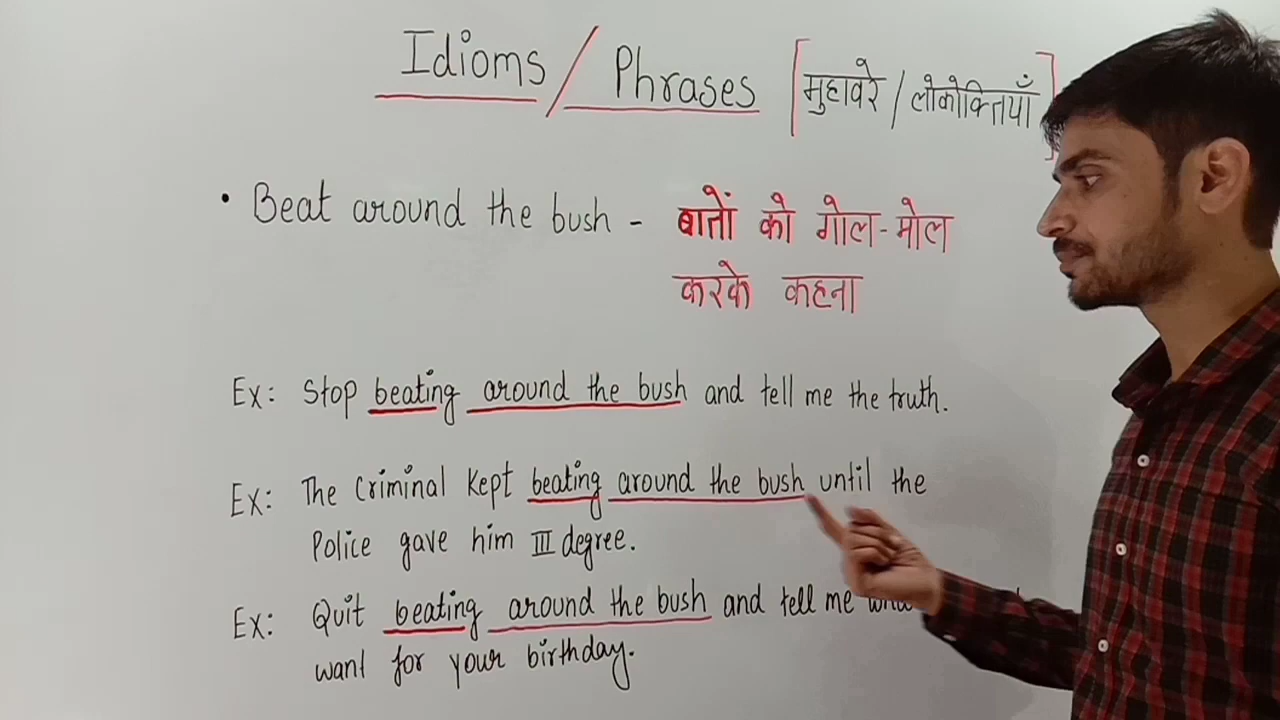 Idioms / Phrases [मुहावरे / लोकोक्तियाँ]
• Beat around the bush - बातों को गोल-मोल
करके कहना
Ex: Stop beating around the bush and tell me the truth.
Ex: The Criminal Kept beating around the bush until the
Police gave him III degree.
Ex: Quit beating around the bush and tell me
want for your birthday.